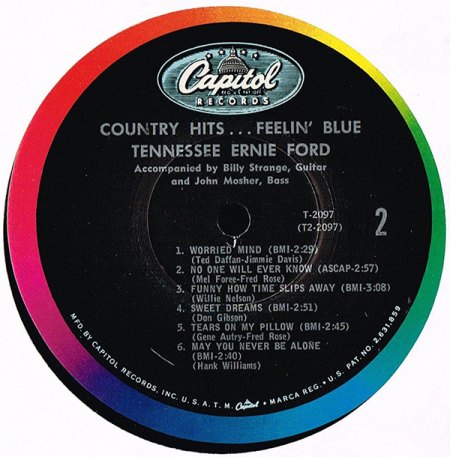 Capitol
REG. U.S. PAT. OFF.
RECORDS
COUNTRY HITS...FEELIN' BLUE
TENNESSEE ERNIE FORD
Accompanied by Billy Strange, Guitar
and John Mosher, Bass
T-2097
(T2-2097)
2
1. WORRIED MIND (BMI-2:29)
(Ted Daffan-Jimmie Davis)
2. NO ONE WILL EVER KNOW (ASCAP-2:57)
(Mel Foree-Fred Rose)
3. FUNNY HOW TIME SLIPS AWAY (BMI-3:08)
(Willie Nelson)
4. SWEET DREAMS (BMI-2:51)
(Don Gibson)
5. TEARS ON MY PILLOW (BMI-2:45)
(Gene Autry-Fred Rose)
6. MAY YOU NEVER BE ALONE
(BMI-2:40)
(Hank Williams)
MFD. BY CAPITOL RECORDS, INC. U.S.A. T.M. Capitol • MARCA REG. • U.S. PAT. NO. 2,631,859